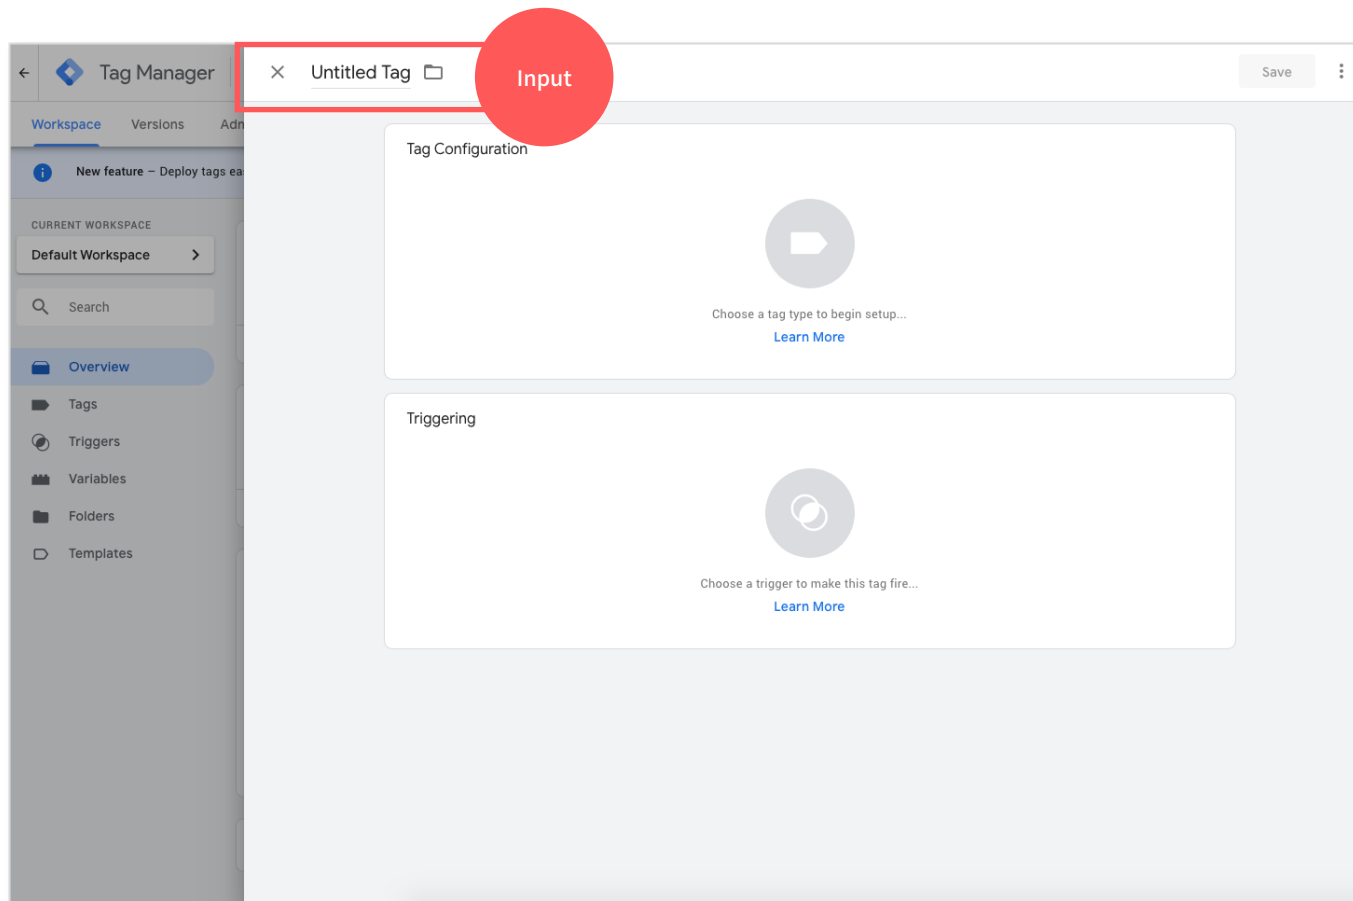 Tag Manager
Untitled Tag
Input
Save
Workspace Versions Adm
New feature – Deploy tags ea
CURRENT WORKSPACE
Default Workspace
Search
Overview
Tags
Triggers
Variables
Folders
Templates
Tag Configuration
Choose a tag type to begin setup...
Learn More
Triggering
Choose a trigger to make this tag fire...
Learn More